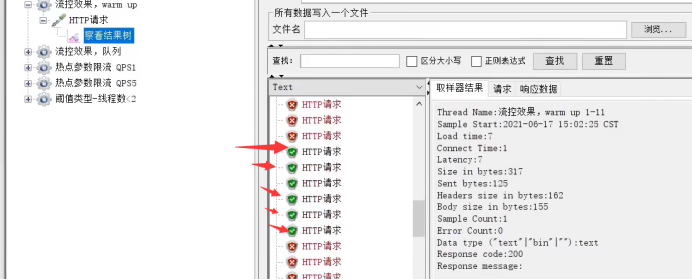 流控效果，warm up
HTTP请求
察看结果树
流控效果，队列
热点参数限流 QPS1
热点参数限流 QPS5
阈值类型-线程数<2
所有数据写入一个文件
文件名
浏览...
查找：
区分大小写
正则表达式
查找
重置
Text
HTTP请求
HTTP请求
HTTP请求
HTTP请求
HTTP请求
HTTP请求
HTTP请求
HTTP请求
HTTP请求
HTTP请求
HTTP请求
HTTP请求
取样器结果 请求 响应数据
Thread Name:流控效果，warm up 1-11
Sample Start:2021-06-17 15:02:25 CST
Load time:7
Connect Time:1
Latency:7
Size in bytes:317
Sent bytes:125
Headers size in bytes:162
Body size in bytes:155
Sample Count:1
Error Count:0
Data type ("text"|"bin"|""):text
Response code:200
Response message: